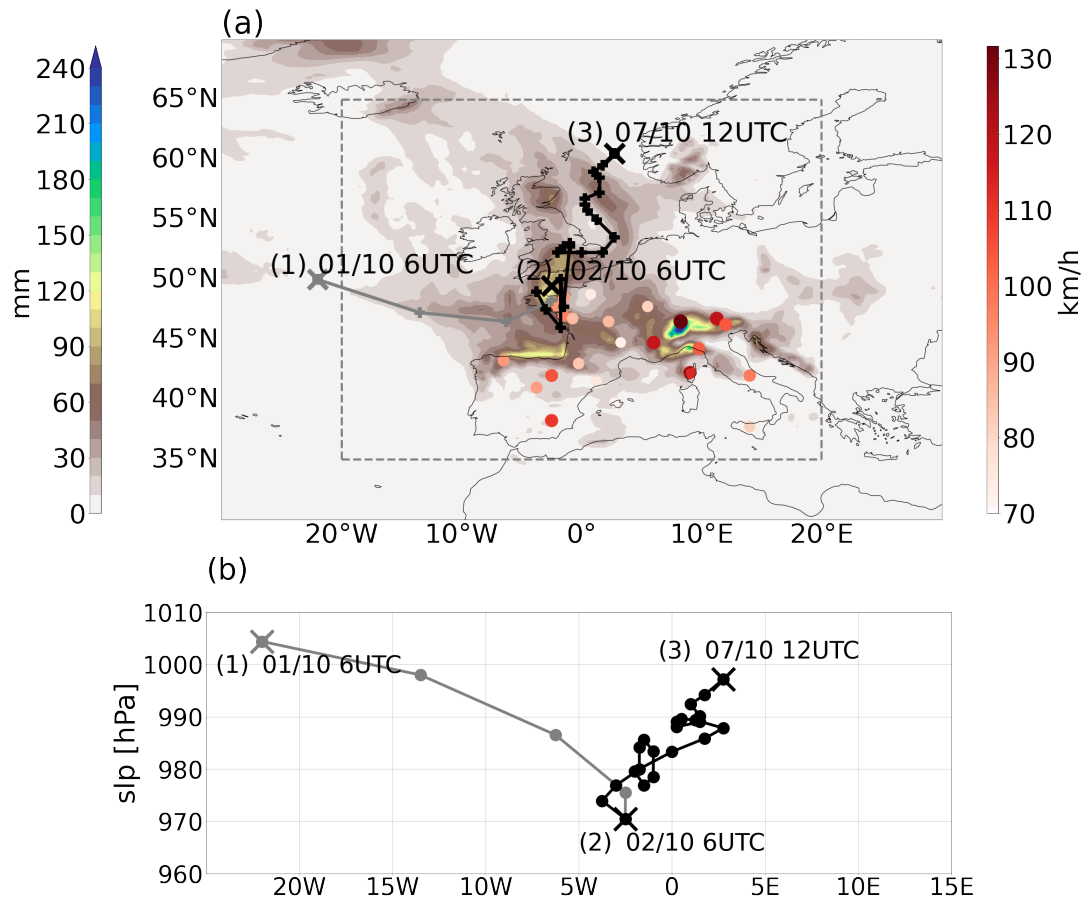 (a)
65°N
60°N
55°N
50°N
45°N
40°N
35°N
20°W 10°W 0° 10°E 20°E
(3) 07/10 12UTC
(1) 01/10 6UTC
(2) 02/10 6UTC
240
210
180
150
120
90
60
30
0
mm
130
120
110
100
90
80
70
km/h
(b)
1010
1000
990
980
970
960
slp [hPa]
(1) 01/10 6UTC
(3) 07/10 12UTC
(2) 02/10 6UTC
20W 15W 10W 5W 0 5E 10E 15E